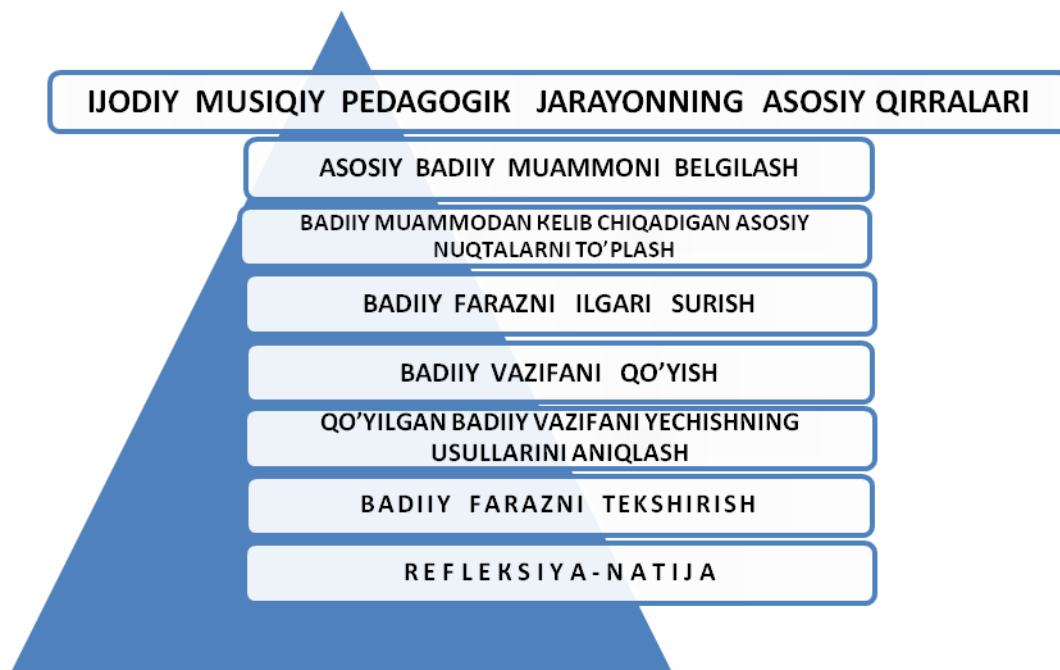 IJODIY MUSIQIY PEDAGOGIK JARAYONNING ASOSIY QIRRALARI
ASOSIY BADIIY MUAMMONI BELGILASH
BADIIY MUAMMODAN KELIB CHIQADIGAN ASOSIY
NUQTALARNI TO’PLASH
BADIIY FARAZNI ILGARI SURISH
BADIIY VAZIFANI QO’YISH
QO’YILGAN BADIIY VAZIFANI YECHISHNING
USULLARINI ANIQLASH
BADIIY FARAZNI TEKSHIRISH
REFLEKSIYA-NATIJA